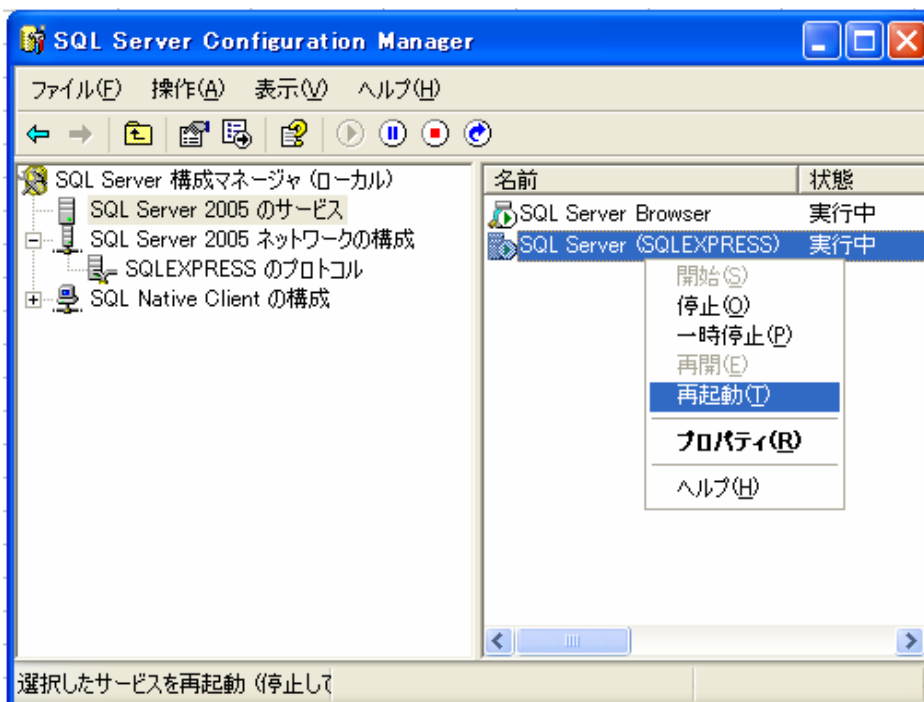 SQL Server Configuration Manager
ファイル(F) 操作(A) 表示(V) ヘルプ(H)
SQL Server 構成マネージャ (ローカル)
SQL Server 2005 のサービス
SQL Server 2005 ネットワークの構成
SQLEXPRESS のプロトコル
SQL Native Client の構成
名前 状態
SQL Server Browser 実行中
SQL Server (SQLEXPRESS) 実行中
開始(S)
停止(O)
一時停止(P)
再開(E)
再起動(T)
プロパティ(R)
ヘルプ(H)
選択したサービスを再起動 (停止して